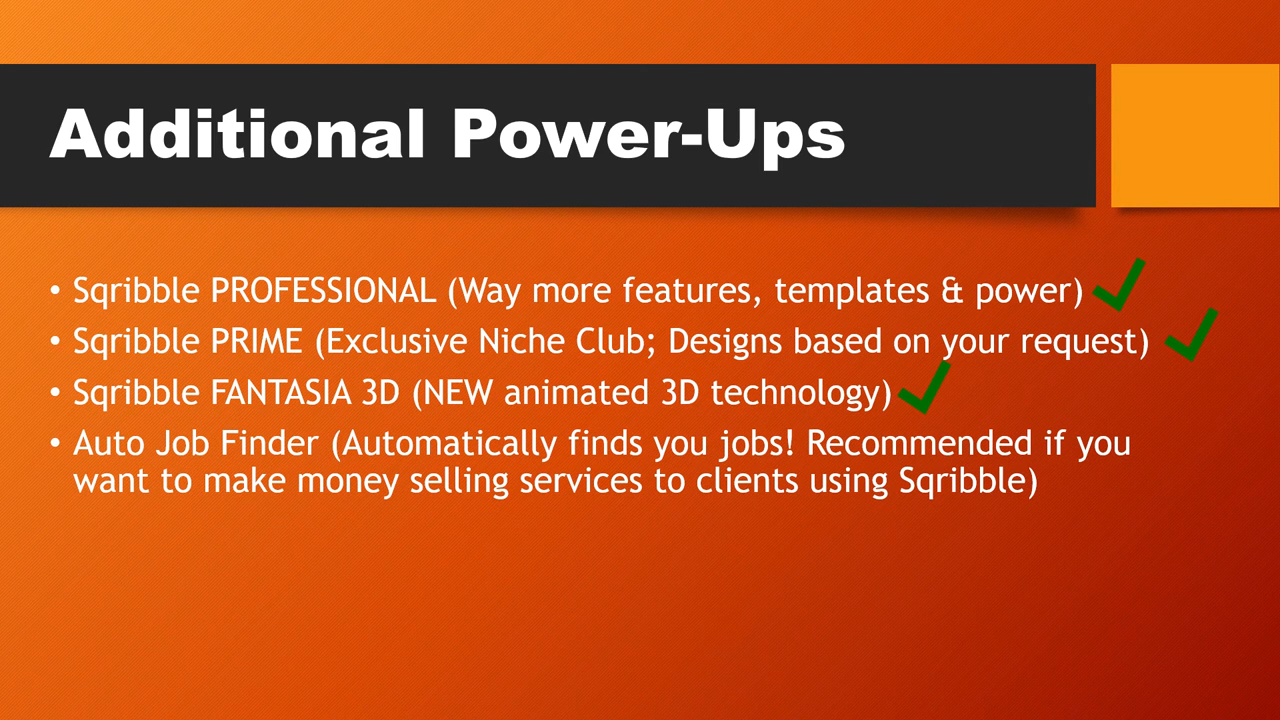 Additional Power-Ups
• Sqribble PROFESSIONAL (Way more features, templates & power)
• Sqribble PRIME (Exclusive Niche Club; Designs based on your request)
• Sqribble FANTASIA 3D (NEW animated 3D technology)
• Auto Job Finder (Automatically finds you jobs! Recommended if you
want to make money selling services to clients using Sqribble)